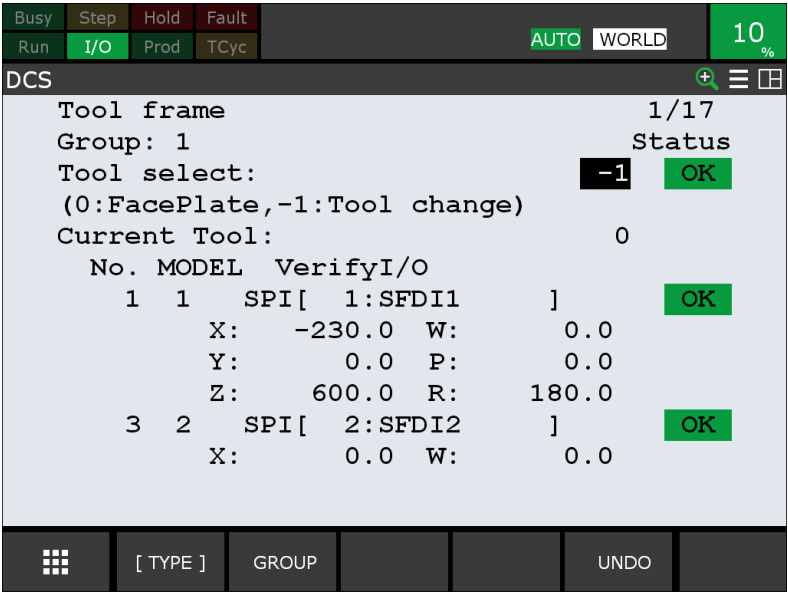 Busy Step Hold Fault
Run I/O Prod TCyc AUTO WORLD 10 %
DCS
Tool frame 1/17
Group: 1 Status
Tool select: -1 OK
(0:FacePlate,-1:Tool change)
Current Tool: 0
No. MODEL VerifyI/O
1 1 SPI[ 1:SFDI1 ] OK
X: -230.0 W: 0.0
Y: 0.0 P: 0.0
Z: 600.0 R: 180.0
3 2 SPI[ 2:SFDI2 ] OK
X: 0.0 W: 0.0
[ TYPE ] GROUP UNDO